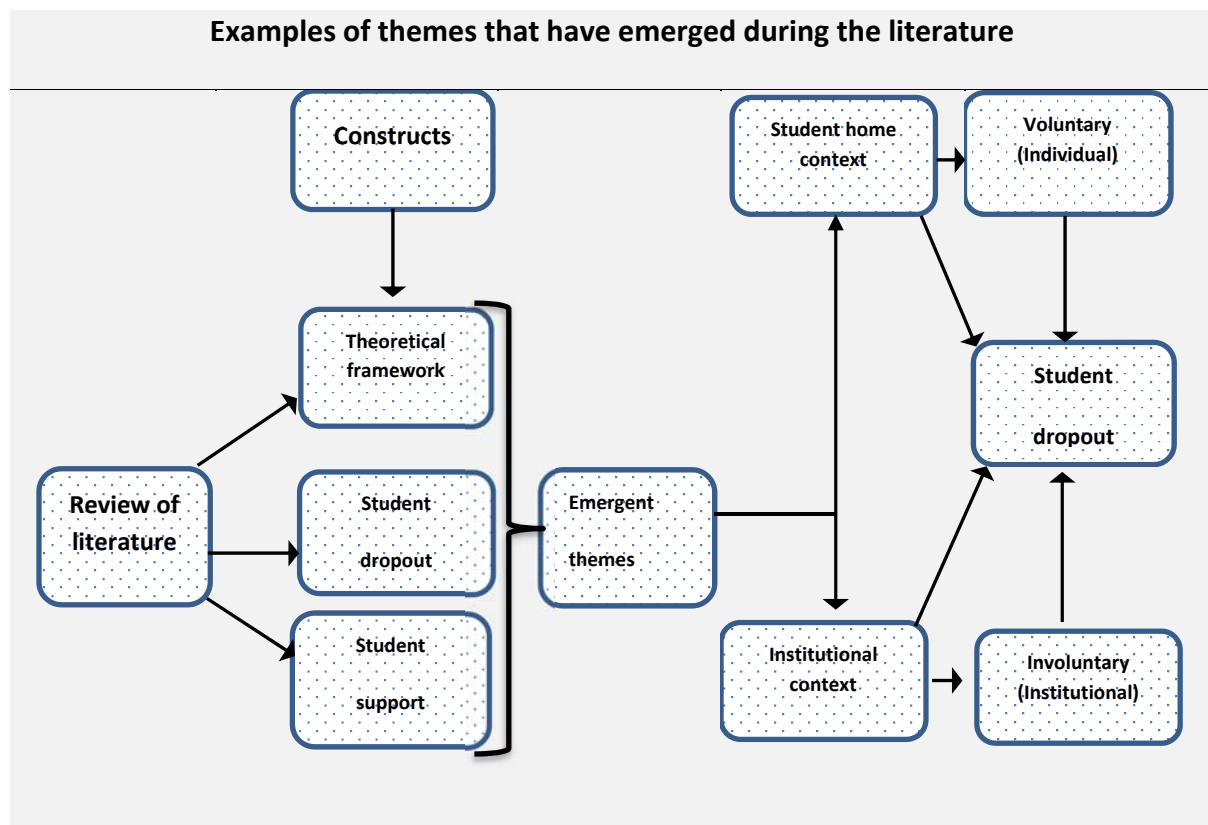 Examples of themes that have emerged during the literature
Constructs
Student home
context
Voluntary
(Individual)
Theoretical
framework
Student
dropout
Review of
literature
Student
dropout
Emergent
themes
Student
support
Institutional
context
Involuntary
(Institutional)